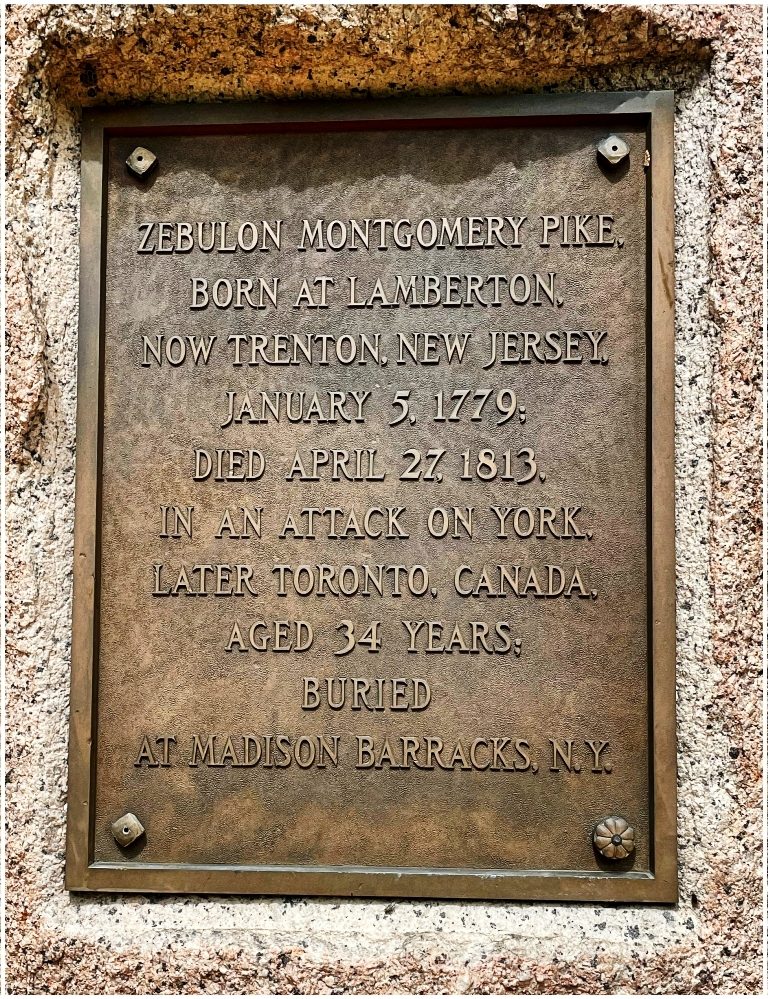 ZEBULON MONTGOMERY PIKE,
BORN AT LAMBERTON,
NOW TRENTON, NEW JERSEY,
JANUARY 5, 1779;
DIED APRIL 27, 1813,
IN AN ATTACK ON YORK,
LATER TORONTO, CANADA,
AGED 34 YEARS;
BURIED
AT MADISON BARRACKS, N.Y.